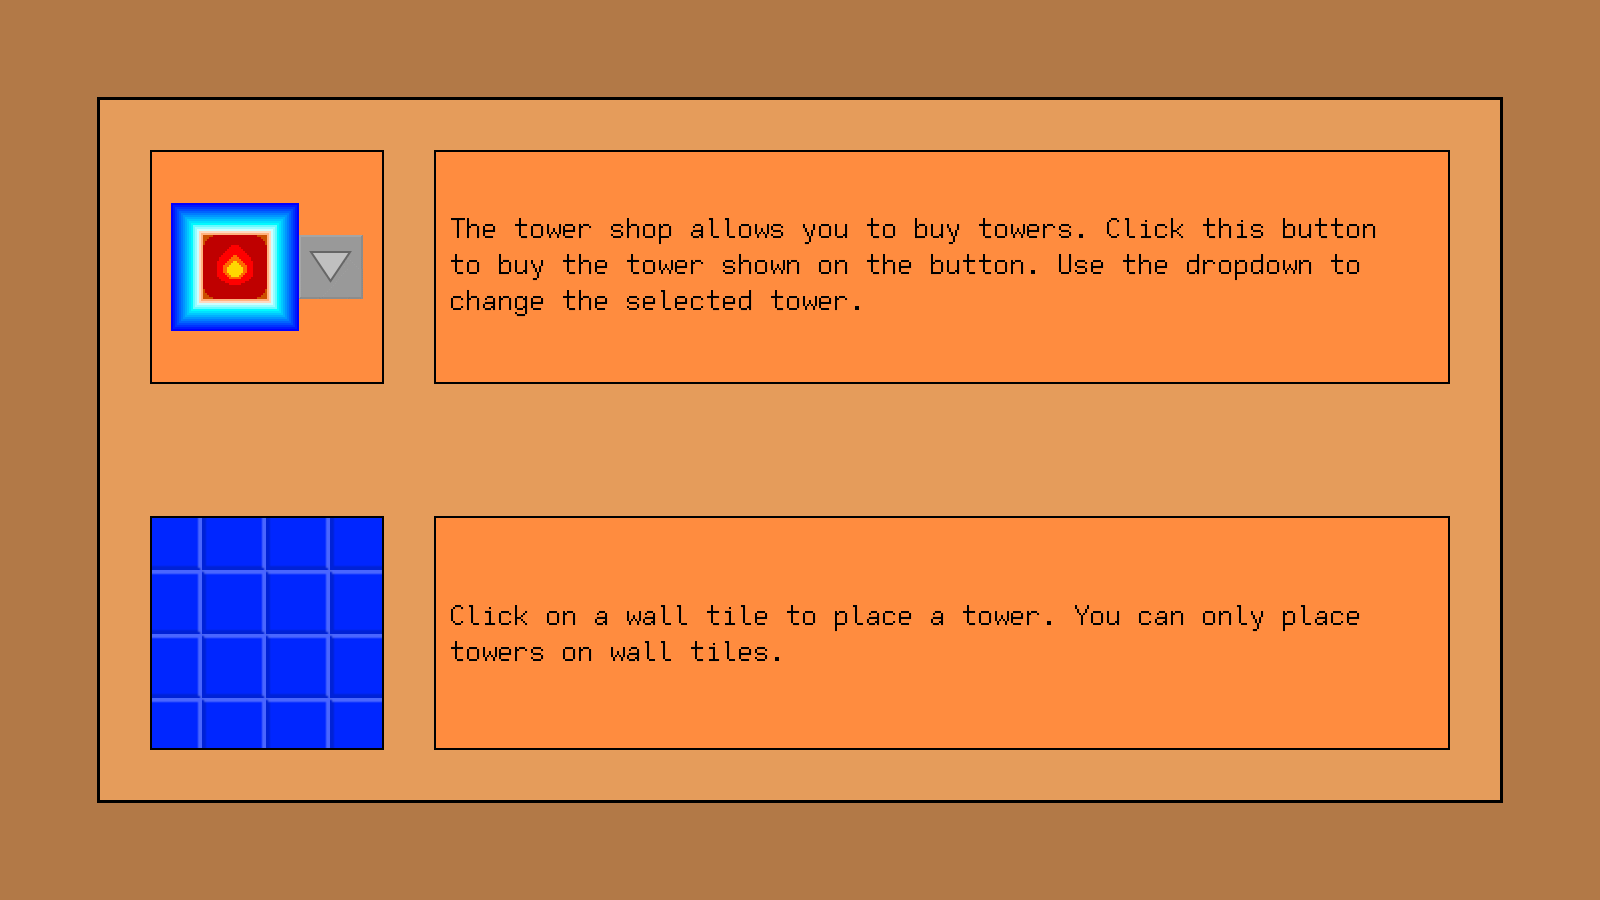 The tower shop allows you to buy towers. Click this button
to buy the tower shown on the button. Use the dropdown to
change the selected tower.
Click on a wall tile to place a tower. You can only place
towers on wall tiles.